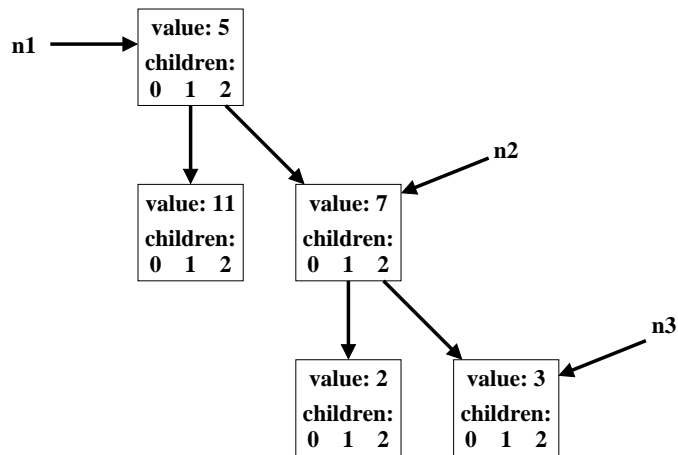 n1
value: 5
children:
0 1 2
n2
value: 11
children:
0 1 2
value: 7
children:
0 1 2
n3
value: 2
children:
0 1 2
value: 3
children:
0 1 2